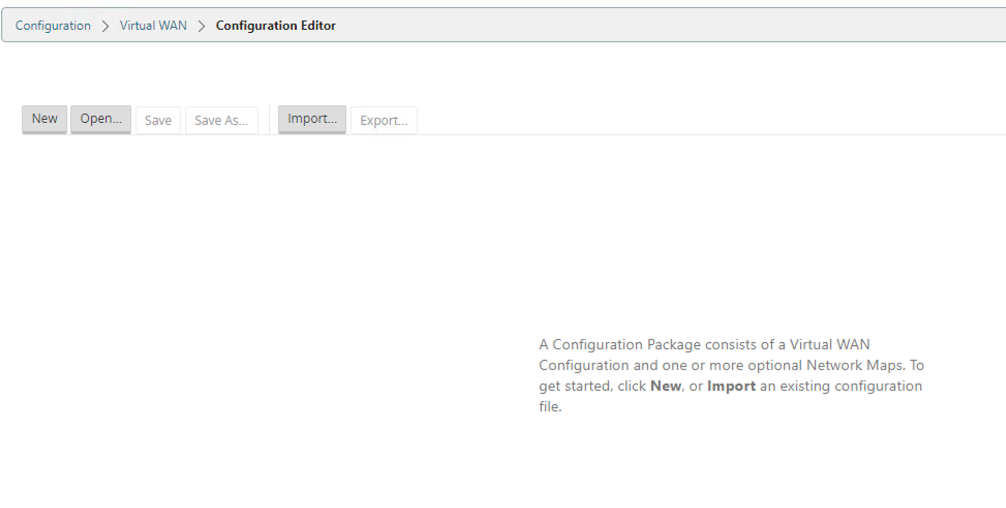 Configuration > Virtual WAN > Configuration Editor
New Open... Save Save As... Import... Export...
A Configuration Package consists of a Virtual WAN
Configuration and one or more optional Network Maps. To
get started, click New, or Import an existing configuration
file.